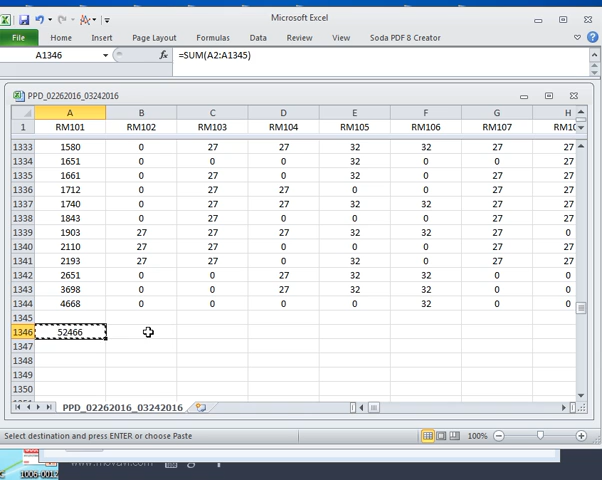 Microsoft Excel
File Home Insert Page Layout Formulas Data Review View Soda PDF 8 Creator
A1346 fx =SUM(A2:A1345)
PPD_02262016_03242016
A B C D E F G H
1 RM101 RM102 RM103 RM104 RM105 RM106 RM107 RM10
1333 1580 0 27 27 32 32 27 27
1334 1651 0 0 0 32 0 0 27
1335 1661 0 27 0 32 0 27 27
1336 1712 0 27 27 0 0 27 27
1337 1740 0 27 27 32 32 27 27
1338 1843 0 27 0 0 0 27 27
1339 1903 27 27 32 32 32 27 0
1340 2110 27 27 0 0 0 27 27
1341 2193 27 27 0 32 0 27 27
1342 2651 0 0 27 32 32 0 0
1343 3698 0 0 27 32 32 0 0
1344 4668 0 0 0 0 32 0 0
1345
1346 52466
1347
1348
1349
1350
PPD_02262016_03242016
Select destination and press ENTER or choose Paste 100%